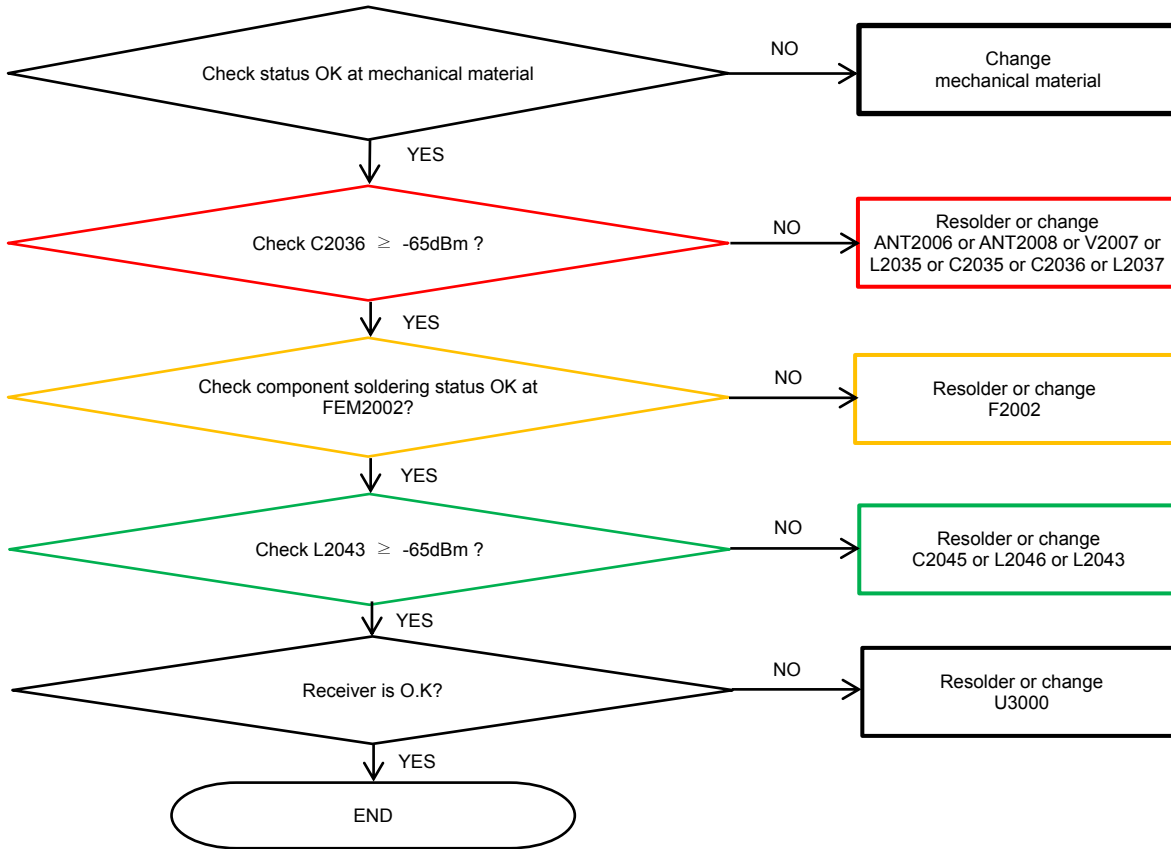 Check status OK at mechanical material
NO
Change
mechanical material
YES
Check C2036 ≥ -65dBm ?
NO
Resolder or change
ANT2006 or ANT2008 or V2007 or
L2035 or C2035 or C2036 or L2037
YES
Check component soldering status OK at
FEM2002?
NO
Resolder or change
F2002
YES
Check L2043 ≥ -65dBm ?
NO
Resolder or change
C2045 or L2046 or L2043
YES
Receiver is O.K?
NO
Resolder or change
U3000
YES
END